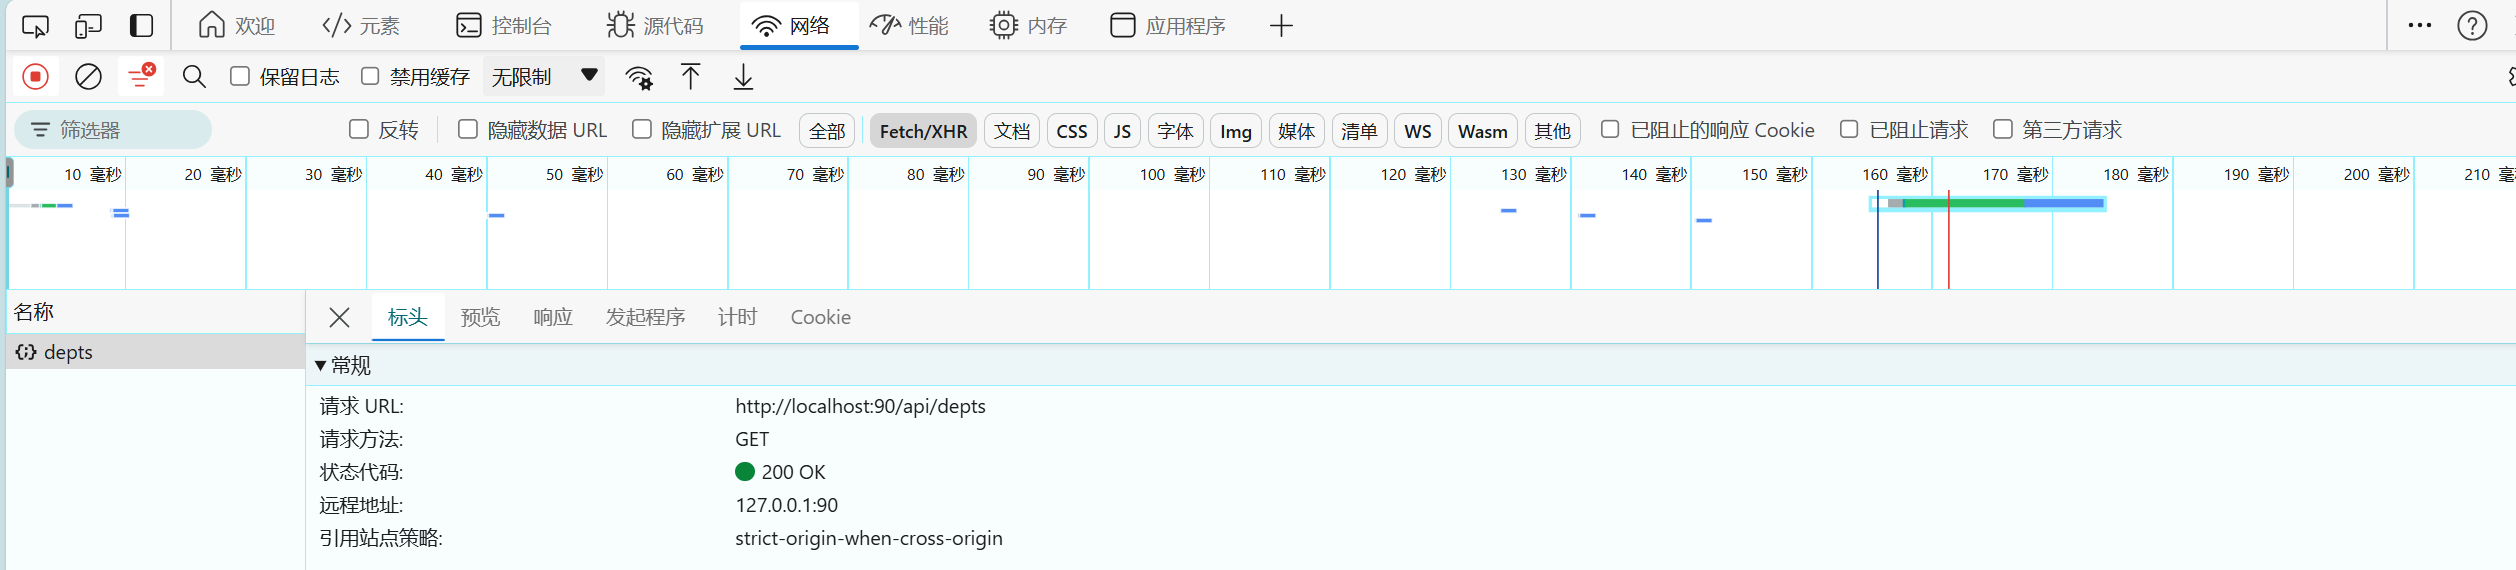 欢迎 </> 元素 控制台 源代码 网络 性能 内存 应用程序
保留日志 禁用缓存 无限制
筛选器 反转 隐藏数据 URL 隐藏扩展 URL 全部 Fetch/XHR 文档 CSS JS 字体 Img 媒体 清单 WS Wasm 其他 已阻止的响应 Cookie 已阻止请求 第三方请求
10 毫秒 20 毫秒 30 毫秒 40 毫秒 50 毫秒 60 毫秒 70 毫秒 80 毫秒 90 毫秒 100 毫秒 110 毫秒 120 毫秒 130 毫秒 140 毫秒 150 毫秒 160 毫秒 170 毫秒 180 毫秒 190 毫秒 200 毫秒 210
名称 标头 预览 响应 发起程序 计时 Cookie
depts
常规
请求 URL: http://localhost:90/api/depts
请求方法: GET
状态代码: 200 OK
远程地址: 127.0.0.1:90
引用站点策略: strict-origin-when-cross-origin